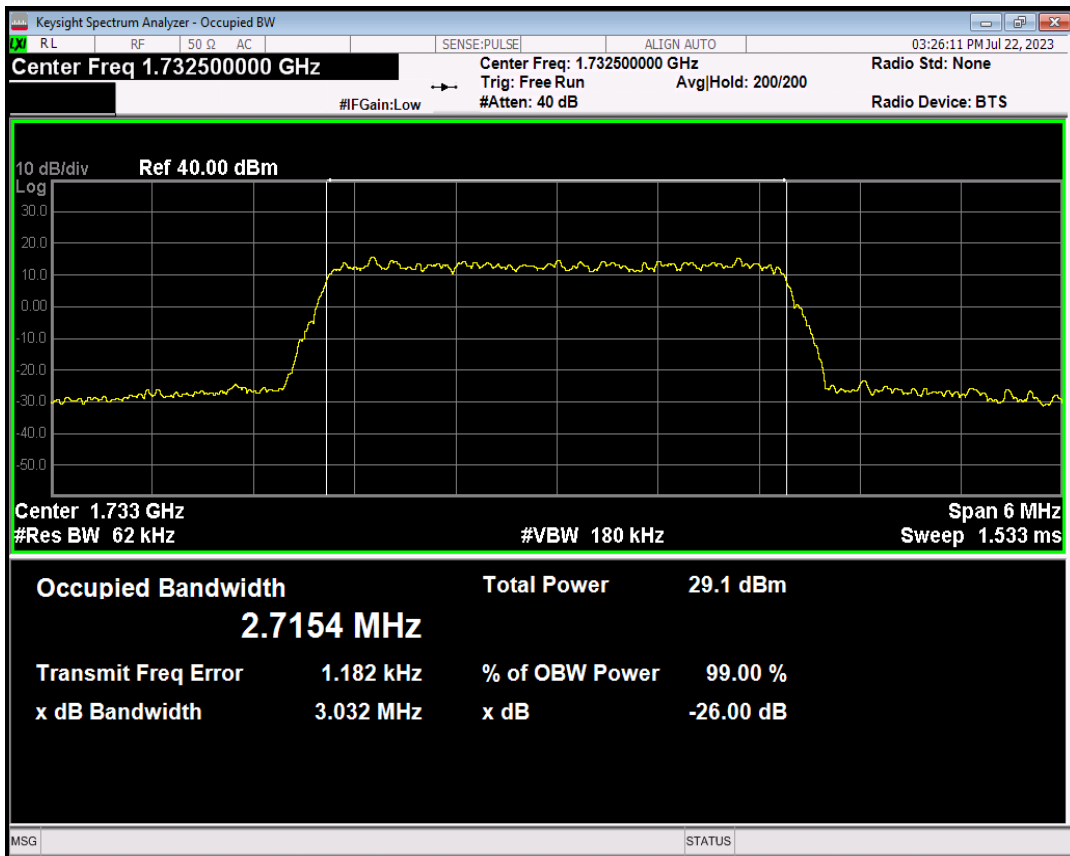 Keysight Spectrum Analyzer - Occupied BW
LXI RL RF 50 Ω AC SENSE:PULSE ALIGN AUTO 03:26:11 PM Jul 22, 2023
Center Freq 1.732500000 GHz Center Freq: 1.732500000 GHz Radio Std: None
Trig: Free Run Avg|Hold: 200/200
#IFGain:Low #Atten: 40 dB Radio Device: BTS
10 dB/div Ref 40.00 dBm
Log
30.0
20.0
10.0
0.00
-10.0
-20.0
-30.0
-40.0
-50.0
Center 1.733 GHz Span 6 MHz
#Res BW 62 kHz #VBW 180 kHz Sweep 1.533 ms
Occupied Bandwidth Total Power 29.1 dBm
2.7154 MHz
Transmit Freq Error 1.182 kHz % of OBW Power 99.00 %
x dB Bandwidth 3.032 MHz x dB -26.00 dB
MSG STATUS